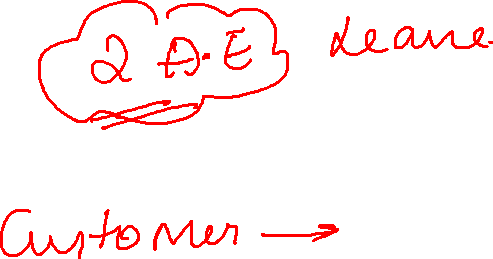 2 A.E Leave
Customer →